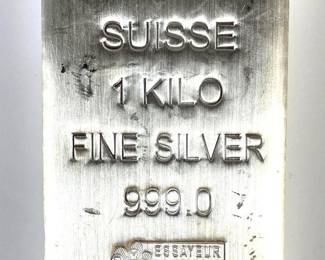 SUISSE
1 KILO
FINE SILVER
999.0
ESSAYEUR